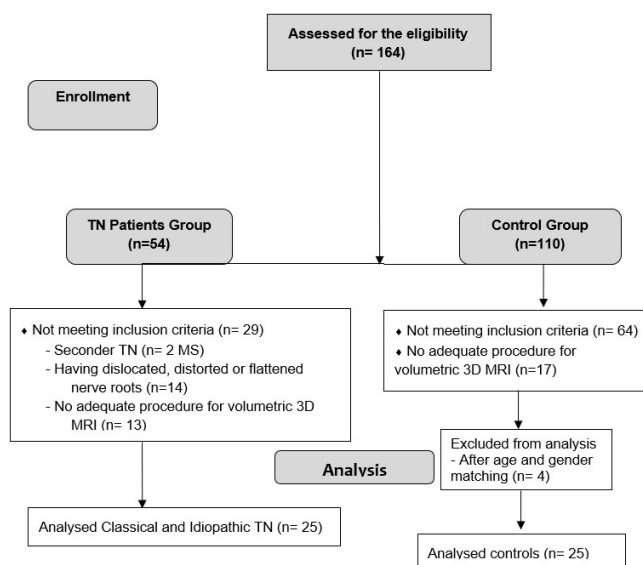 Assessed for the eligibility
(n= 164)
Enrollment
TN Patients Group
(n=54)
Control Group
(n=110)
♦ Not meeting inclusion criteria (n= 29)
- Seconder TN (n= 2 MS)
- Having dislocated, distorted or flattened
nerve roots
(n=14)
- No adequate procedure for volumetric 3D
MRI (n= 13)
♦ Not meeting inclusion criteria (n= 64)
♦ No adequate procedure for
volumetric 3D MRI (n=17)
Excluded from analysis
- After age and gender
matching (n= 4)
Analysis
Analysed Classical and Idiopathic TN (n= 25)
Analysed controls (n= 25)